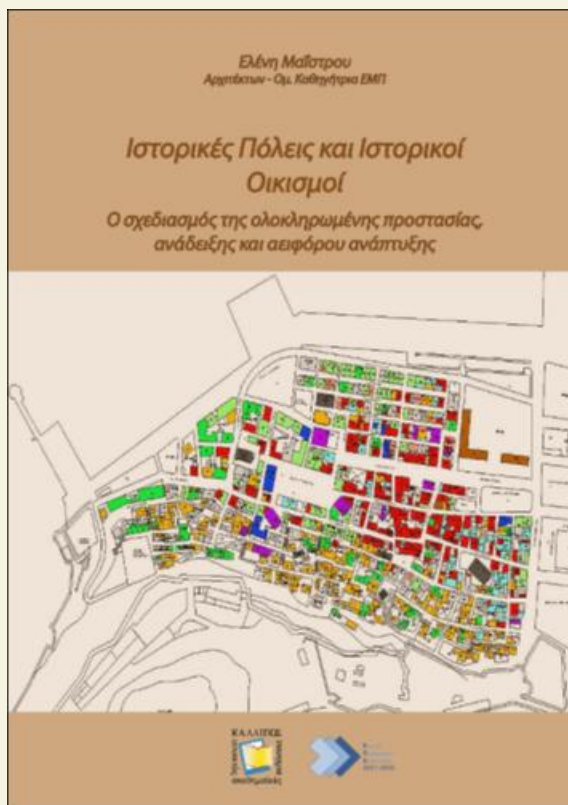 Ελένη Μαΐστρου
Αρχιτέκτων - Ομ. Καθηγήτρια ΕΜΠ
Ιστορικές Πόλεις και Ιστορικοί
Οικισμοί
Ο σχεδιασμός της ολοκληρωμένης προστασίας,
ανάδειξης και αειφόρου ανάπτυξης
ΚΑΛΛΙΠΟΣ